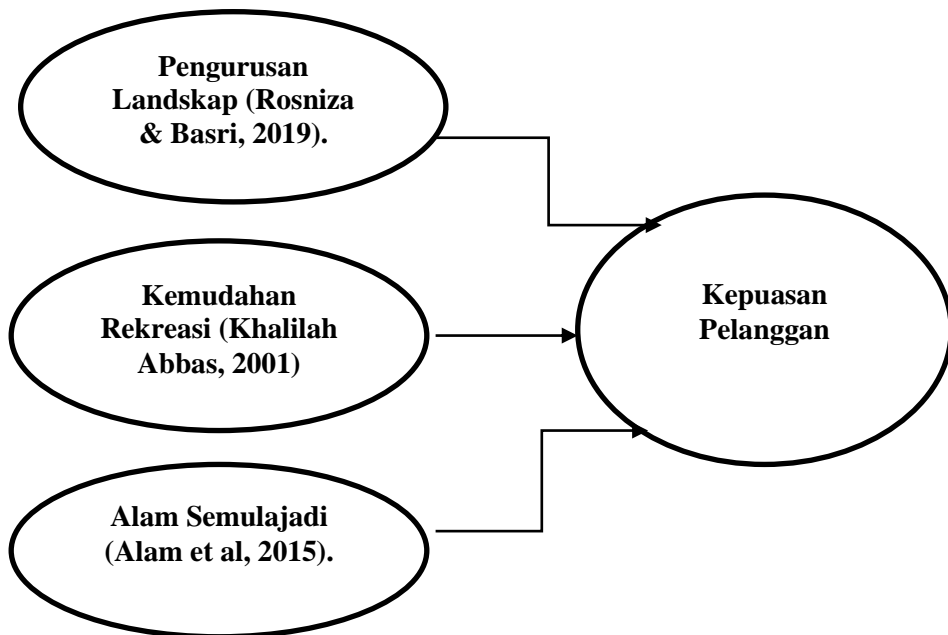 Pengurusan
Landskap (Rosniza
& Basri, 2019).
Kemudahan
Rekreasi (Khalilah
Abbas, 2001)
Alam Semulajadi
(Alam et al, 2015).
Kepuasan
Pelanggan